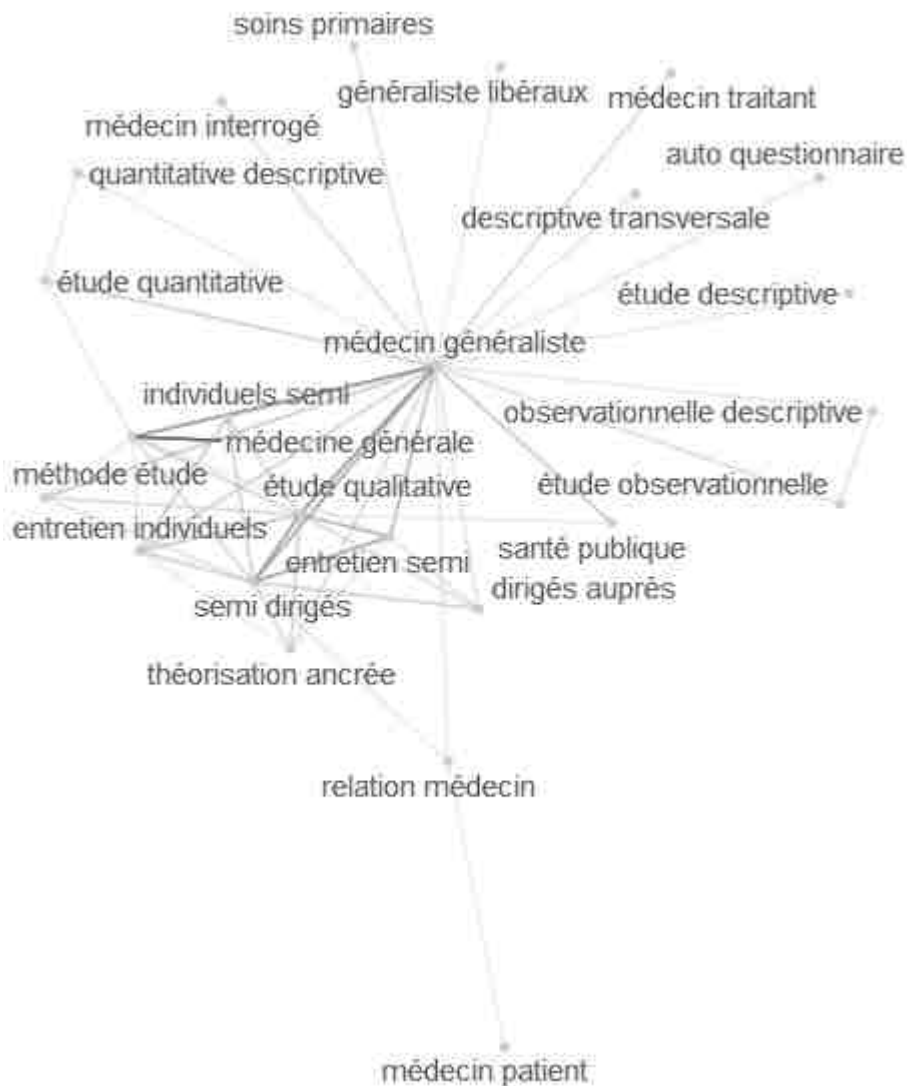 soins primaires
généraliste libéraux
médecin traitant
médecin interrogé
auto questionnaire
quantitative descriptive
descriptive transversale
étude quantitative
étude descriptive
médecin généraliste
individuels semi
observationnelle descriptive
médecine générale
méthode étude
étude qualitative
étude observationnelle
entretien individuels
santé publique
entretien semi
dirigés auprès
semi dirigés
théorisation ancrée
relation médecin
médecin patient